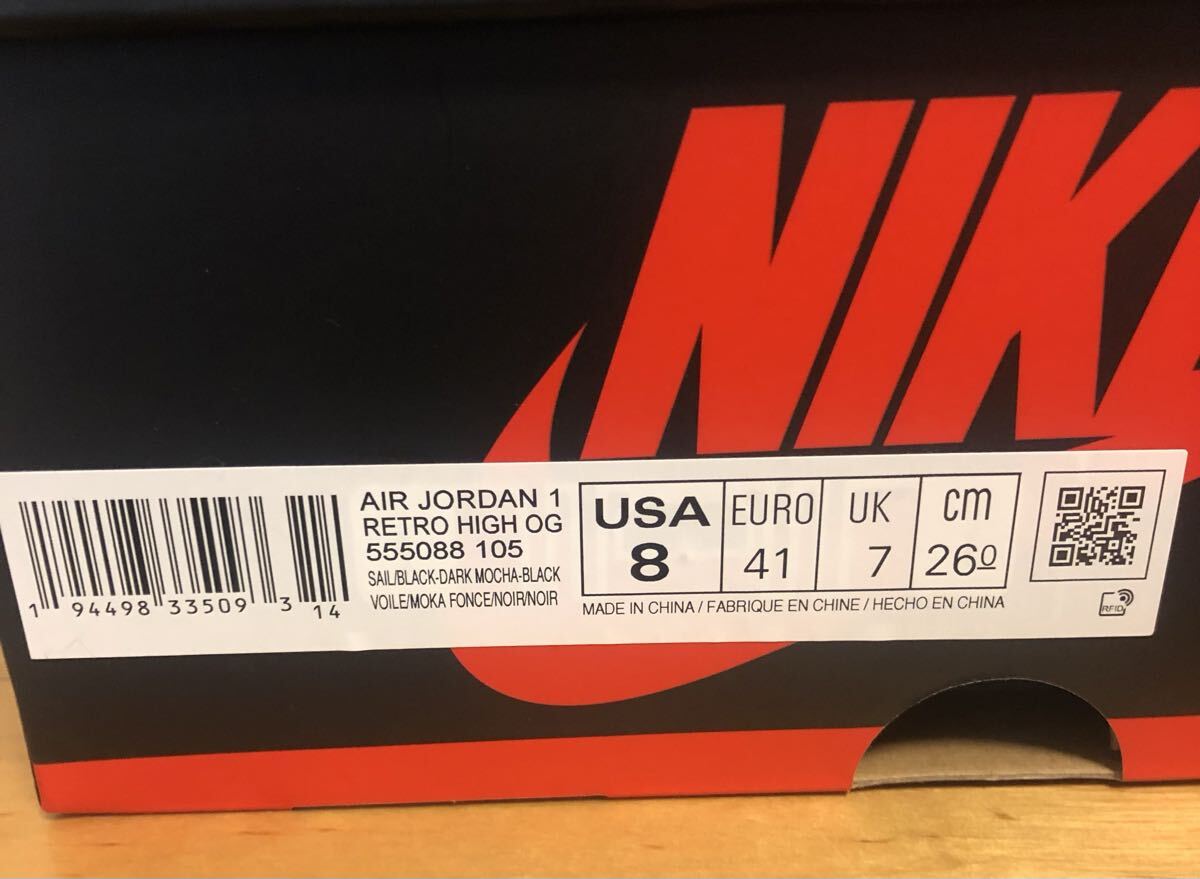 NIK
AIR JORDAN 1
RETRO HIGH OG
555088 105
SAIL/BLACK-DARK MOCHA-BLACK
VOILE/MOKA FONCE/NOIR/NOIR
1 94498 33509 3 14
USA EURO UK cm
8 41 7 260
MADE IN CHINA / FABRIQUE EN CHINE / HECHO EN CHINA
RFID